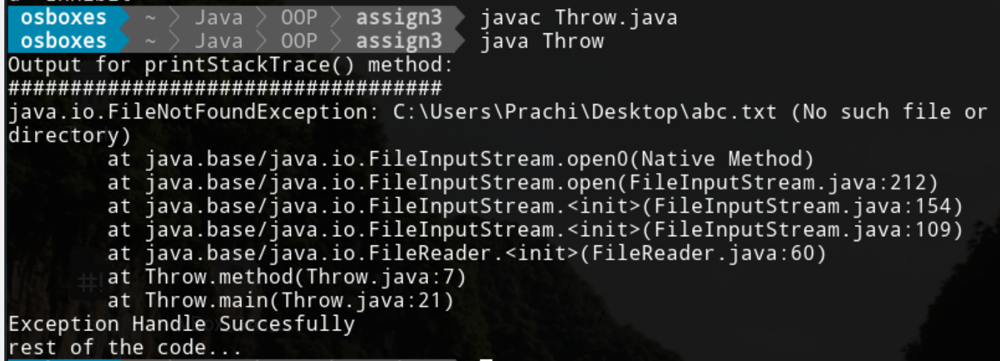 osboxes ~ Java OOP assign3 javac Throw.java
osboxes ~ Java OOP assign3 java Throw
Output for printStackTrace() method:
###################################
java.io.FileNotFoundException: C:\Users\Prachi\Desktop\abc.txt (No such file or
directory)
at java.base/java.io.FileInputStream.open0(Native Method)
at java.base/java.io.FileInputStream.open(FileInputStream.java:212)
at java.base/java.io.FileInputStream.<init>(FileInputStream.java:154)
at java.base/java.io.FileInputStream.<init>(FileInputStream.java:109)
at java.base/java.io.FileReader.<init>(FileReader.java:60)
at Throw.method(Throw.java:7)
at Throw.main(Throw.java:21)
Exception Handle Succesfully
rest of the code...